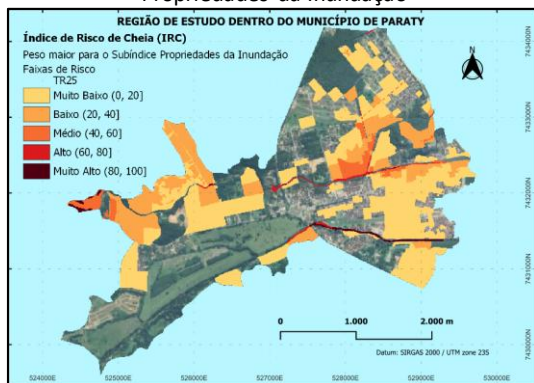 Propriedades da Inundação
REGIÃO DE ESTUDO DENTRO DO MUNICÍPIO DE PARATY
Índice de Risco de Cheia (IRC)
Peso maior para o Subíndice Propriedades da Inundação
Faixas de Risco
TR25
Muito Baixo (0, 20]
Baixo (20, 40]
Médio (40, 60]
Alto (60, 80]
Muito Alto (80, 100]
N
7434000N
7433000N
7432000N
7431000N
7430000N
0
1.000
2.000 m
Datum: SIRGAS 2000 / UTM zone 23S
524000E
525000E
526000E
527000E
528000E
529000E
530000E